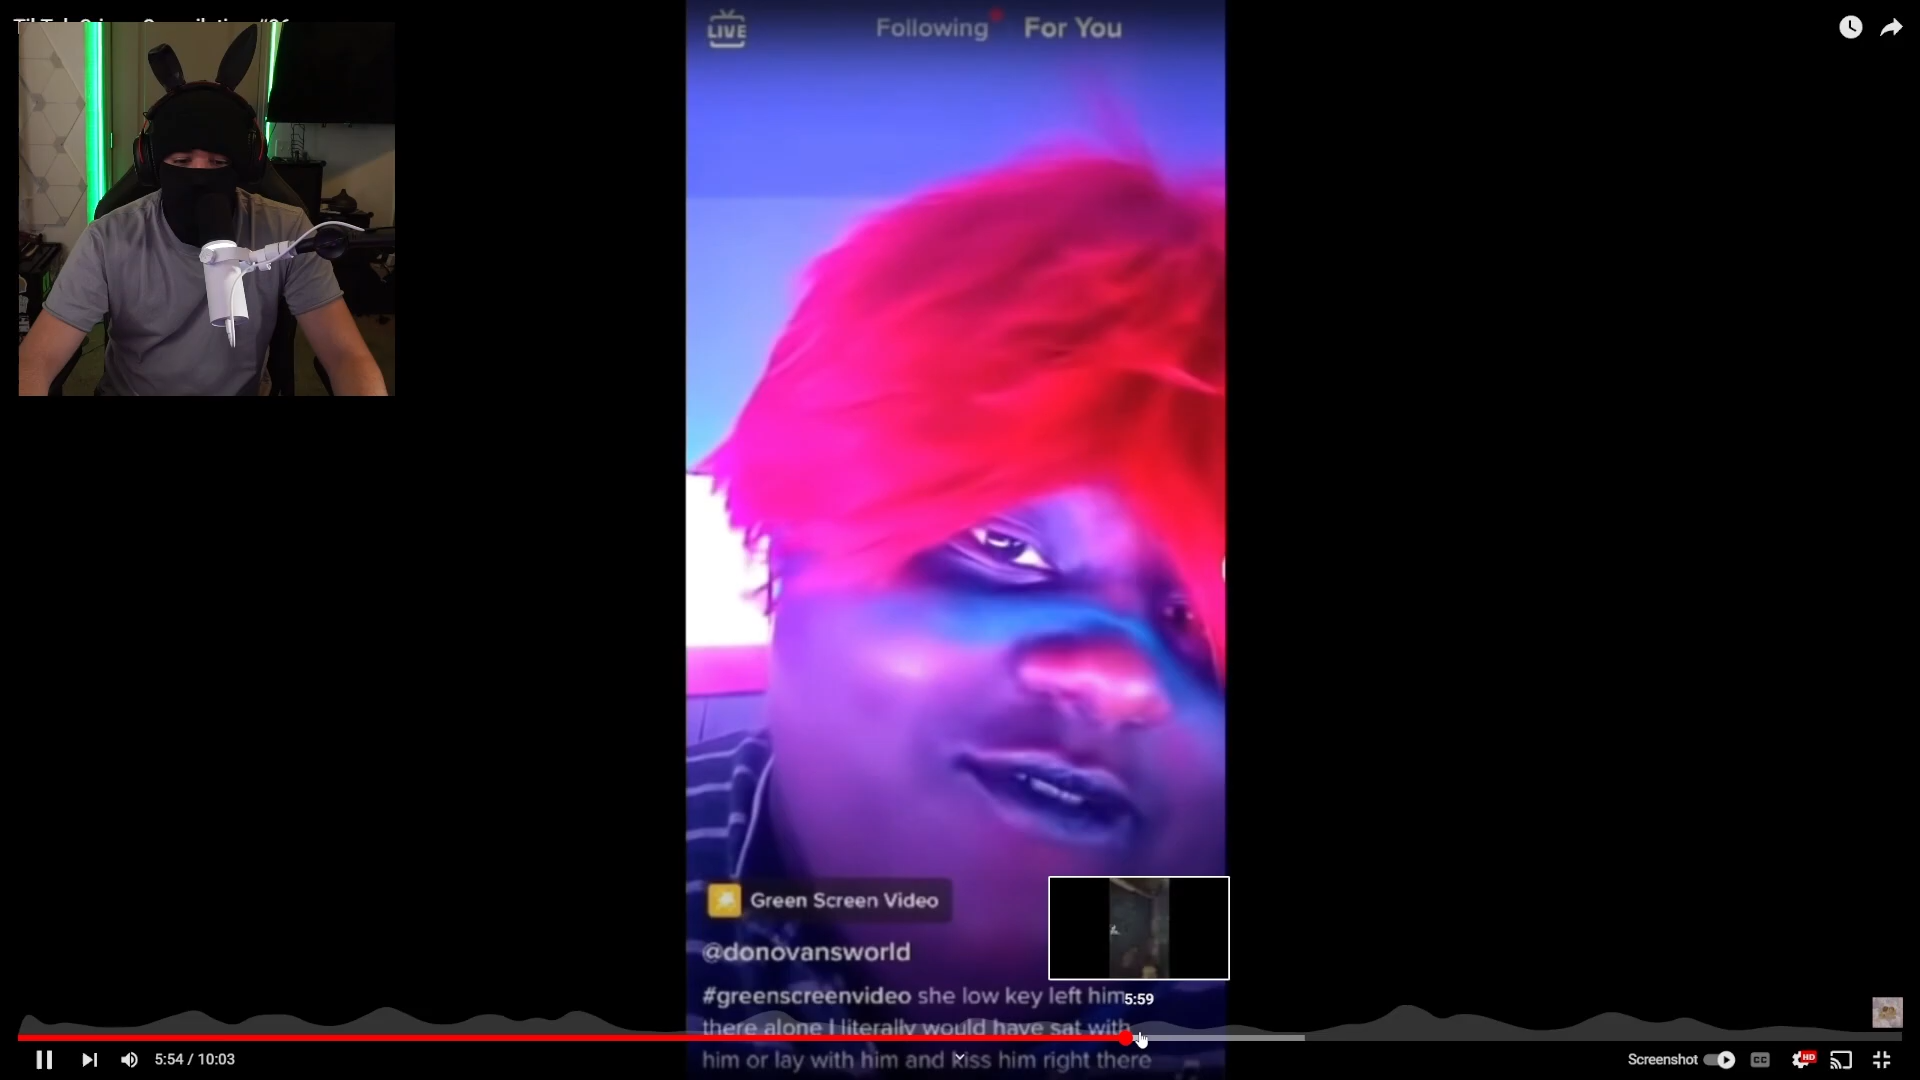 LIVE
Following
For You
Green Screen Video
@donovansworld
#greenscreenvideo she low key left him
5:59
there alone I literally would have sat with
him or lay with him and kiss him right there
5:54 / 10:03
Screenshot
CC
HD